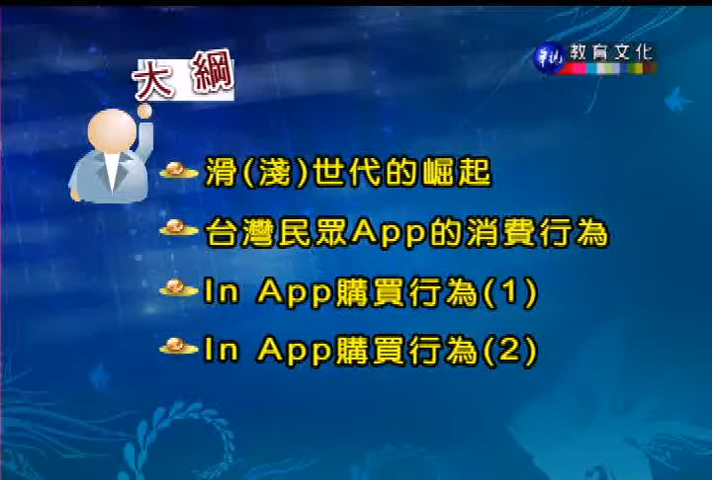 大綱
華視 教育文化
滑(淺)世代的崛起
台灣民眾App的消費行為
In App購買行為(1)
In App購買行為(2)